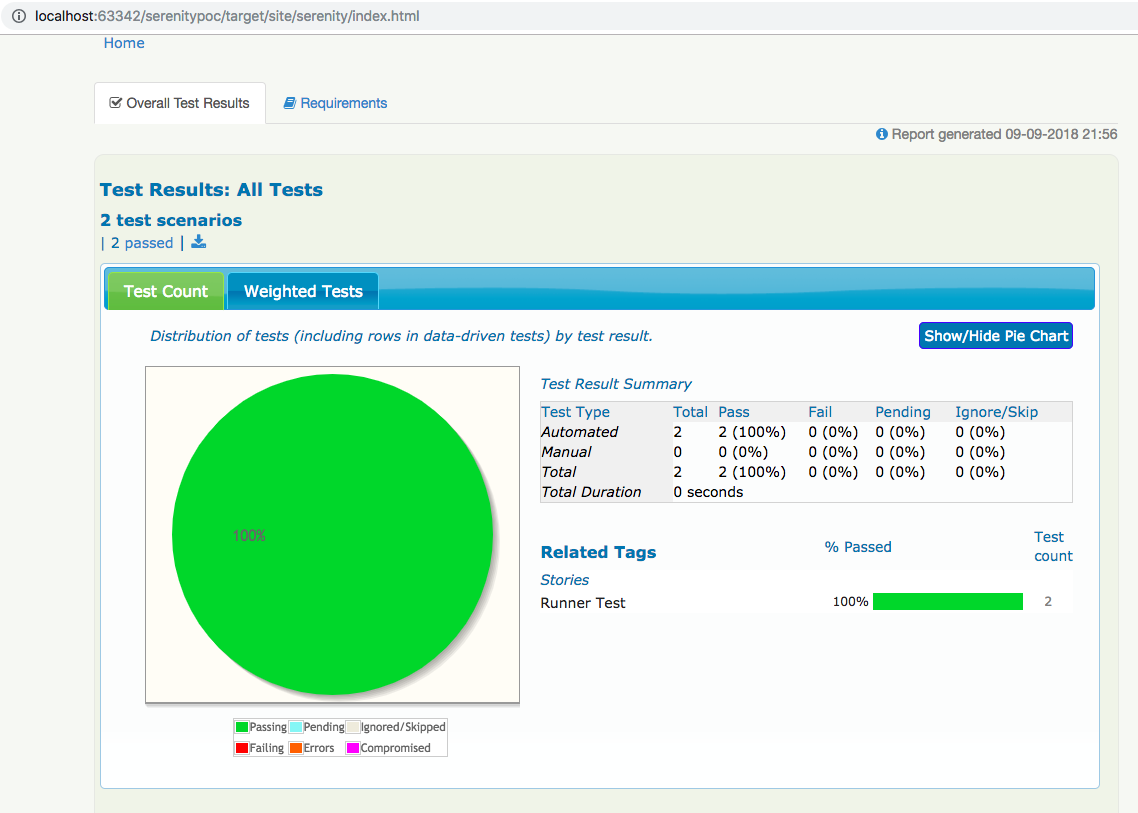 localhost:63342/serenitypoc/target/site/serenity/index.html
Home
Overall Test Results Requirements
Report generated 09-09-2018 21:56
Test Results: All Tests
2 test scenarios
| 2 passed |
Test Count Weighted Tests
Distribution of tests (including rows in data-driven tests) by test result.
Show/Hide Pie Chart
100%
Passing Pending Ignored/Skipped
Failing Errors Compromised
Test Result Summary
Test Type Total Pass Fail Pending Ignore/Skip
Automated 2 2 (100%) 0 (0%) 0 (0%) 0 (0%)
Manual 0 0 (0%) 0 (0%) 0 (0%) 0 (0%)
Total 2 2 (100%) 0 (0%) 0 (0%) 0 (0%)
Total Duration 0 seconds
Related Tags % Passed Test count
Stories
Runner Test 100% 2